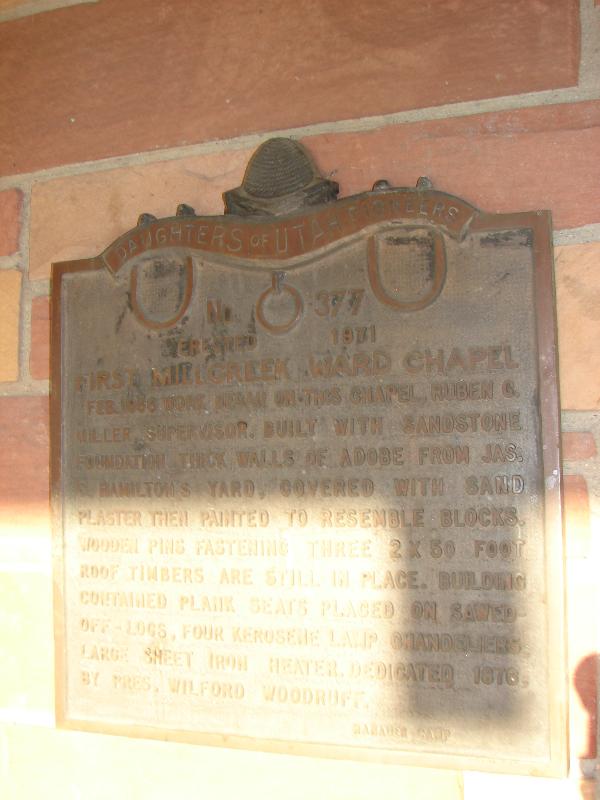 DAUGHTERS OF UTAH PIONEERS
No. 377
ERECTED 1971
FIRST MILLCREEK WARD CHAPEL
FEB. 1866 WORK BEGAN ON THIS CHAPEL, RUBEN G.
MILLER, SUPERVISOR. BUILT WITH SANDSTONE
FOUNDATION, THICK WALLS OF ADOBE FROM JAS.
HAMILTON'S YARD, COVERED WITH SAND
PLASTER THEN PAINTED TO RESEMBLE BLOCKS.
WOODEN PINS FASTENING THREE 2 X 50 FOOT
ROOF TIMBERS ARE STILL IN PLACE. BUILDING
CONTAINED PLANK SEATS PLACED ON SAWED-
OFF-LOGS, FOUR KEROSENE LAMP CHANDELIERS,
LARGE SHEET IRON HEATER. DEDICATED 1876,
BY PRES. WILFORD WOODRUFF.
CAMP